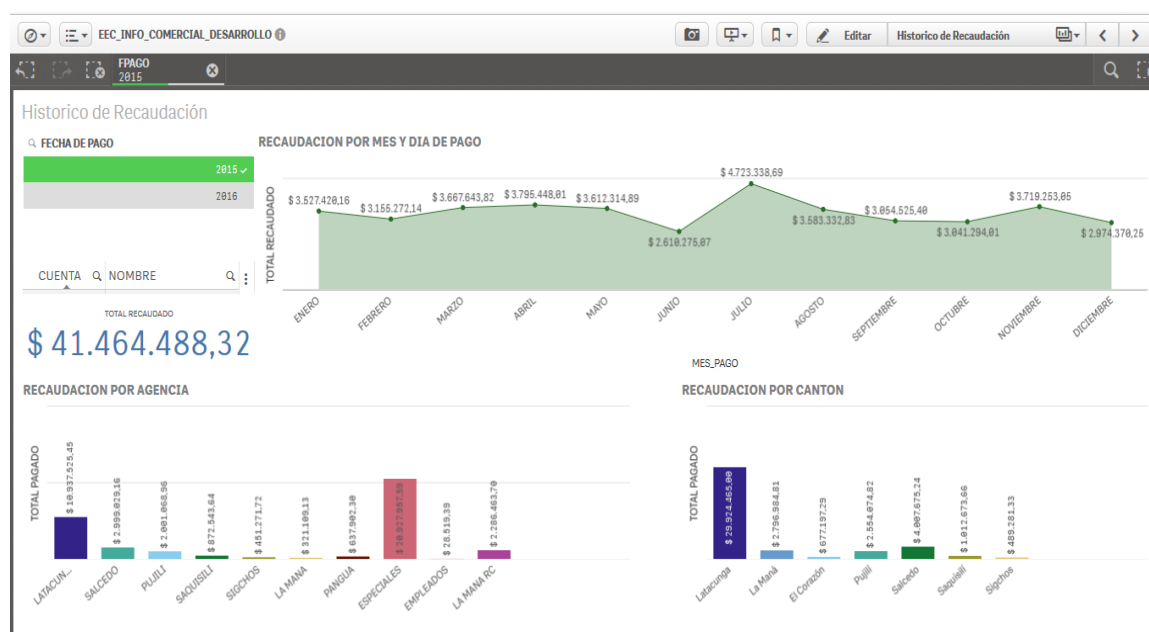 EEC_INFO_COMERCIAL_DESARROLLO
Editar
Historico de Recaudación
FPAGO
2015
Historico de Recaudación
FECHA DE PAGO
2015
2016
CUENTA NOMBRE
TOTAL RECAUDADO
$ 41.464.488,32
RECAUDACION POR MES Y DIA DE PAGO
TOTAL RECAUDADO
$ 3.527.420,16
$ 3.155.272,14
$ 3.667.643,82
$ 3.795.448,01
$ 3.612.314,89
$ 2.610.275,07
$ 4.723.338,69
$ 3.583.332,83
$ 3.054.525,40
$ 3.041.294,01
$ 3.719.253,05
$ 2.974.370,25
ENERO
FEBRERO
MARZO
ABRIL
MAYO
JUNIO
JULIO
AGOSTO
SEPTIEMBRE
OCTUBRE
NOVIEMBRE
DICIEMBRE
MES_PAGO
RECAUDACION POR AGENCIA
TOTAL PAGADO
$ 10.937.525,45
$ 2.999.029,16
$ 2.001.068,96
$ 872.543,64
$ 451.271,72
$ 321.109,13
$ 637.902,30
$ 28.519,39
$ 2.286.463,70
LATACUN...
SALCEDO
PUJILI
SAQUISILI
SIGCHOS
LA MANA
PANGUA
ESPECIALES
EMPLEADOS
LA MANA RC
RECAUDACION POR CANTON
TOTAL PAGADO
$ 29.924.465,00
$ 2.796.984,81
$ 677.197,29
$ 2.554.074,82
$ 4.007.675,24
$ 1.012.673,66
$ 489.281,33
Latacunga
La Maná
El Corazón
Pujilí
Salcedo
Saquisilí
Sigchos